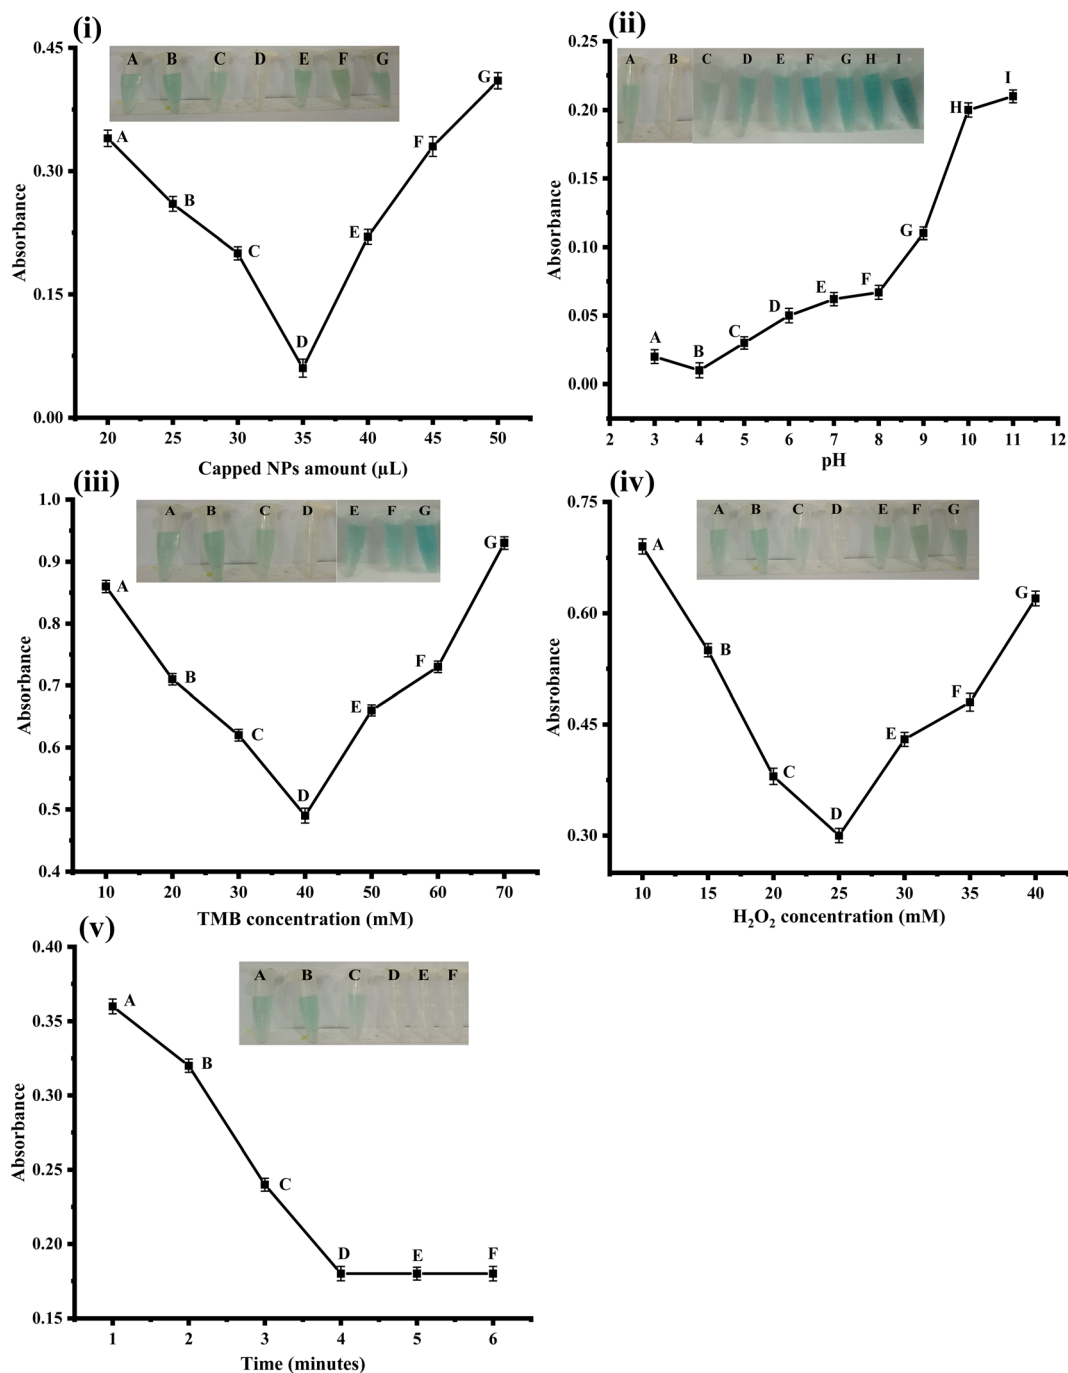 (i)
A B C D E F G
0.45
0.30
0.15
0.00
Absorbance
A
B
C
D
E
F
G
20 25 30 35 40 45 50
Capped NPs amount (µL)
(ii)
A B C D E F G H I
0.25
0.20
0.15
0.10
0.05
0.00
Absorbance
A
B
C
D
E
F
G
H
I
2 3 4 5 6 7 8 9 10 11 12
pH
(iii)
A B C D E F G
1.0
0.9
0.8
0.7
0.6
0.5
0.4
Absorbance
A
B
C
D
E
F
G
10 20 30 40 50 60 70
TMB concentration (mM)
(iv)
A B C D E F G
0.75
0.60
0.45
0.30
Absrobance
A
B
C
D
E
F
G
10 15 20 25 30 35 40
H₂O₂ concentration (mM)
(v)
A B C D E F
0.40
0.35
0.30
0.25
0.20
0.15
Absorbance
A
B
C
D
E
F
1 2 3 4 5 6
Time (minutes)